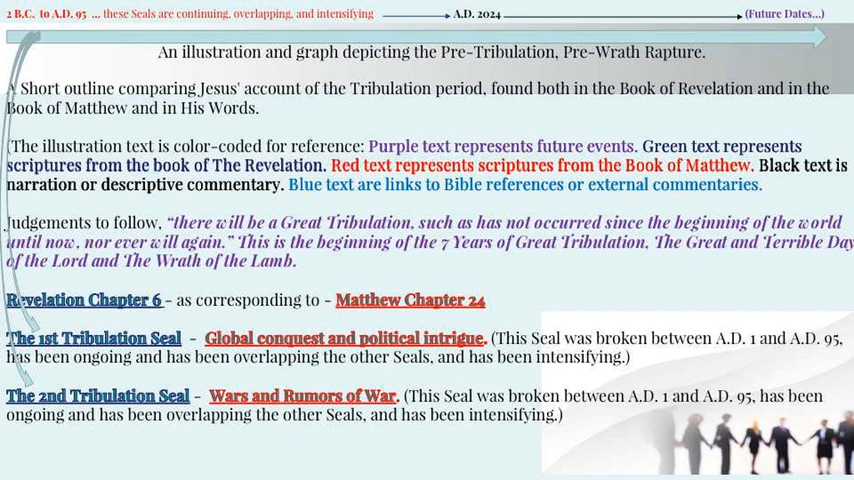 2 B.C. to A.D. 95 ... these Seals are continuing, overlapping, and intensifying A.D. 2024 (Future Dates...)
An illustration and graph depicting the Pre-Tribulation, Pre-Wrath Rapture.
A Short outline comparing Jesus' account of the Tribulation period, found both in the Book of Revelation and in the
Book of Matthew and in His Words.
(The illustration text is color-coded for reference: Purple text represents future events. Green text represents
scriptures from the book of The Revelation. Red text represents scriptures from the Book of Matthew. Black text is
narration or descriptive commentary. Blue text are links to Bible references or external commentaries.
Judgements to follow, “there will be a Great Tribulation, such as has not occurred since the beginning of the world
until now, nor ever will again.” This is the beginning of the 7 Years of Great Tribulation, The Great and Terrible Day
of the Lord and The Wrath of the Lamb.
Revelation Chapter 6 - as corresponding to - Matthew Chapter 24
The 1st Tribulation Seal - Global conquest and political intrigue. (This Seal was broken between A.D. 1 and A.D. 95,
has been ongoing and has been overlapping the other Seals, and has been intensifying.)
The 2nd Tribulation Seal - Wars and Rumors of War. (This Seal was broken between A.D. 1 and A.D. 95, has been
ongoing and has been overlapping the other Seals, and has been intensifying.)